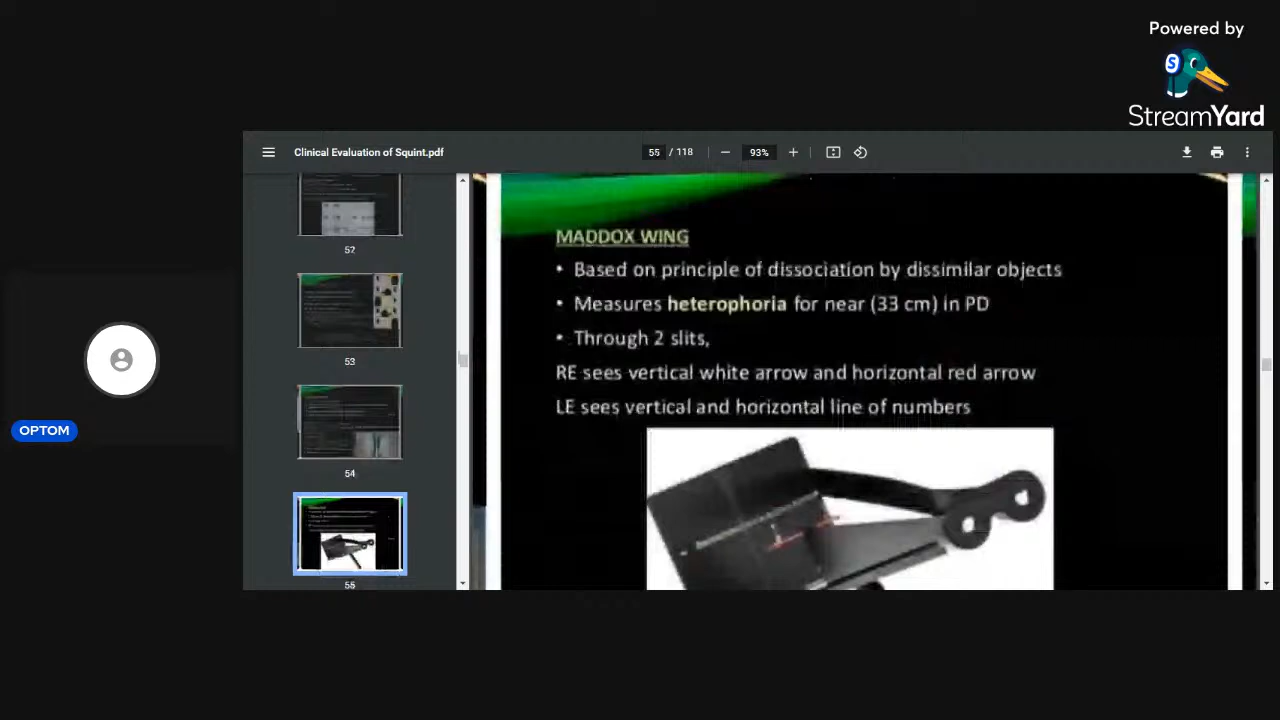 Powered by
S
StreamYard
Clinical Evaluation of Squint.pdf
55 / 118
93%
52
53
54
55
MADDOX WING
• Based on principle of dissociation by dissimilar objects
• Measures heterophoria for near (33 cm) in PD
• Through 2 slits,
RE sees vertical white arrow and horizontal red arrow
LE sees vertical and horizontal line of numbers
OPTOM